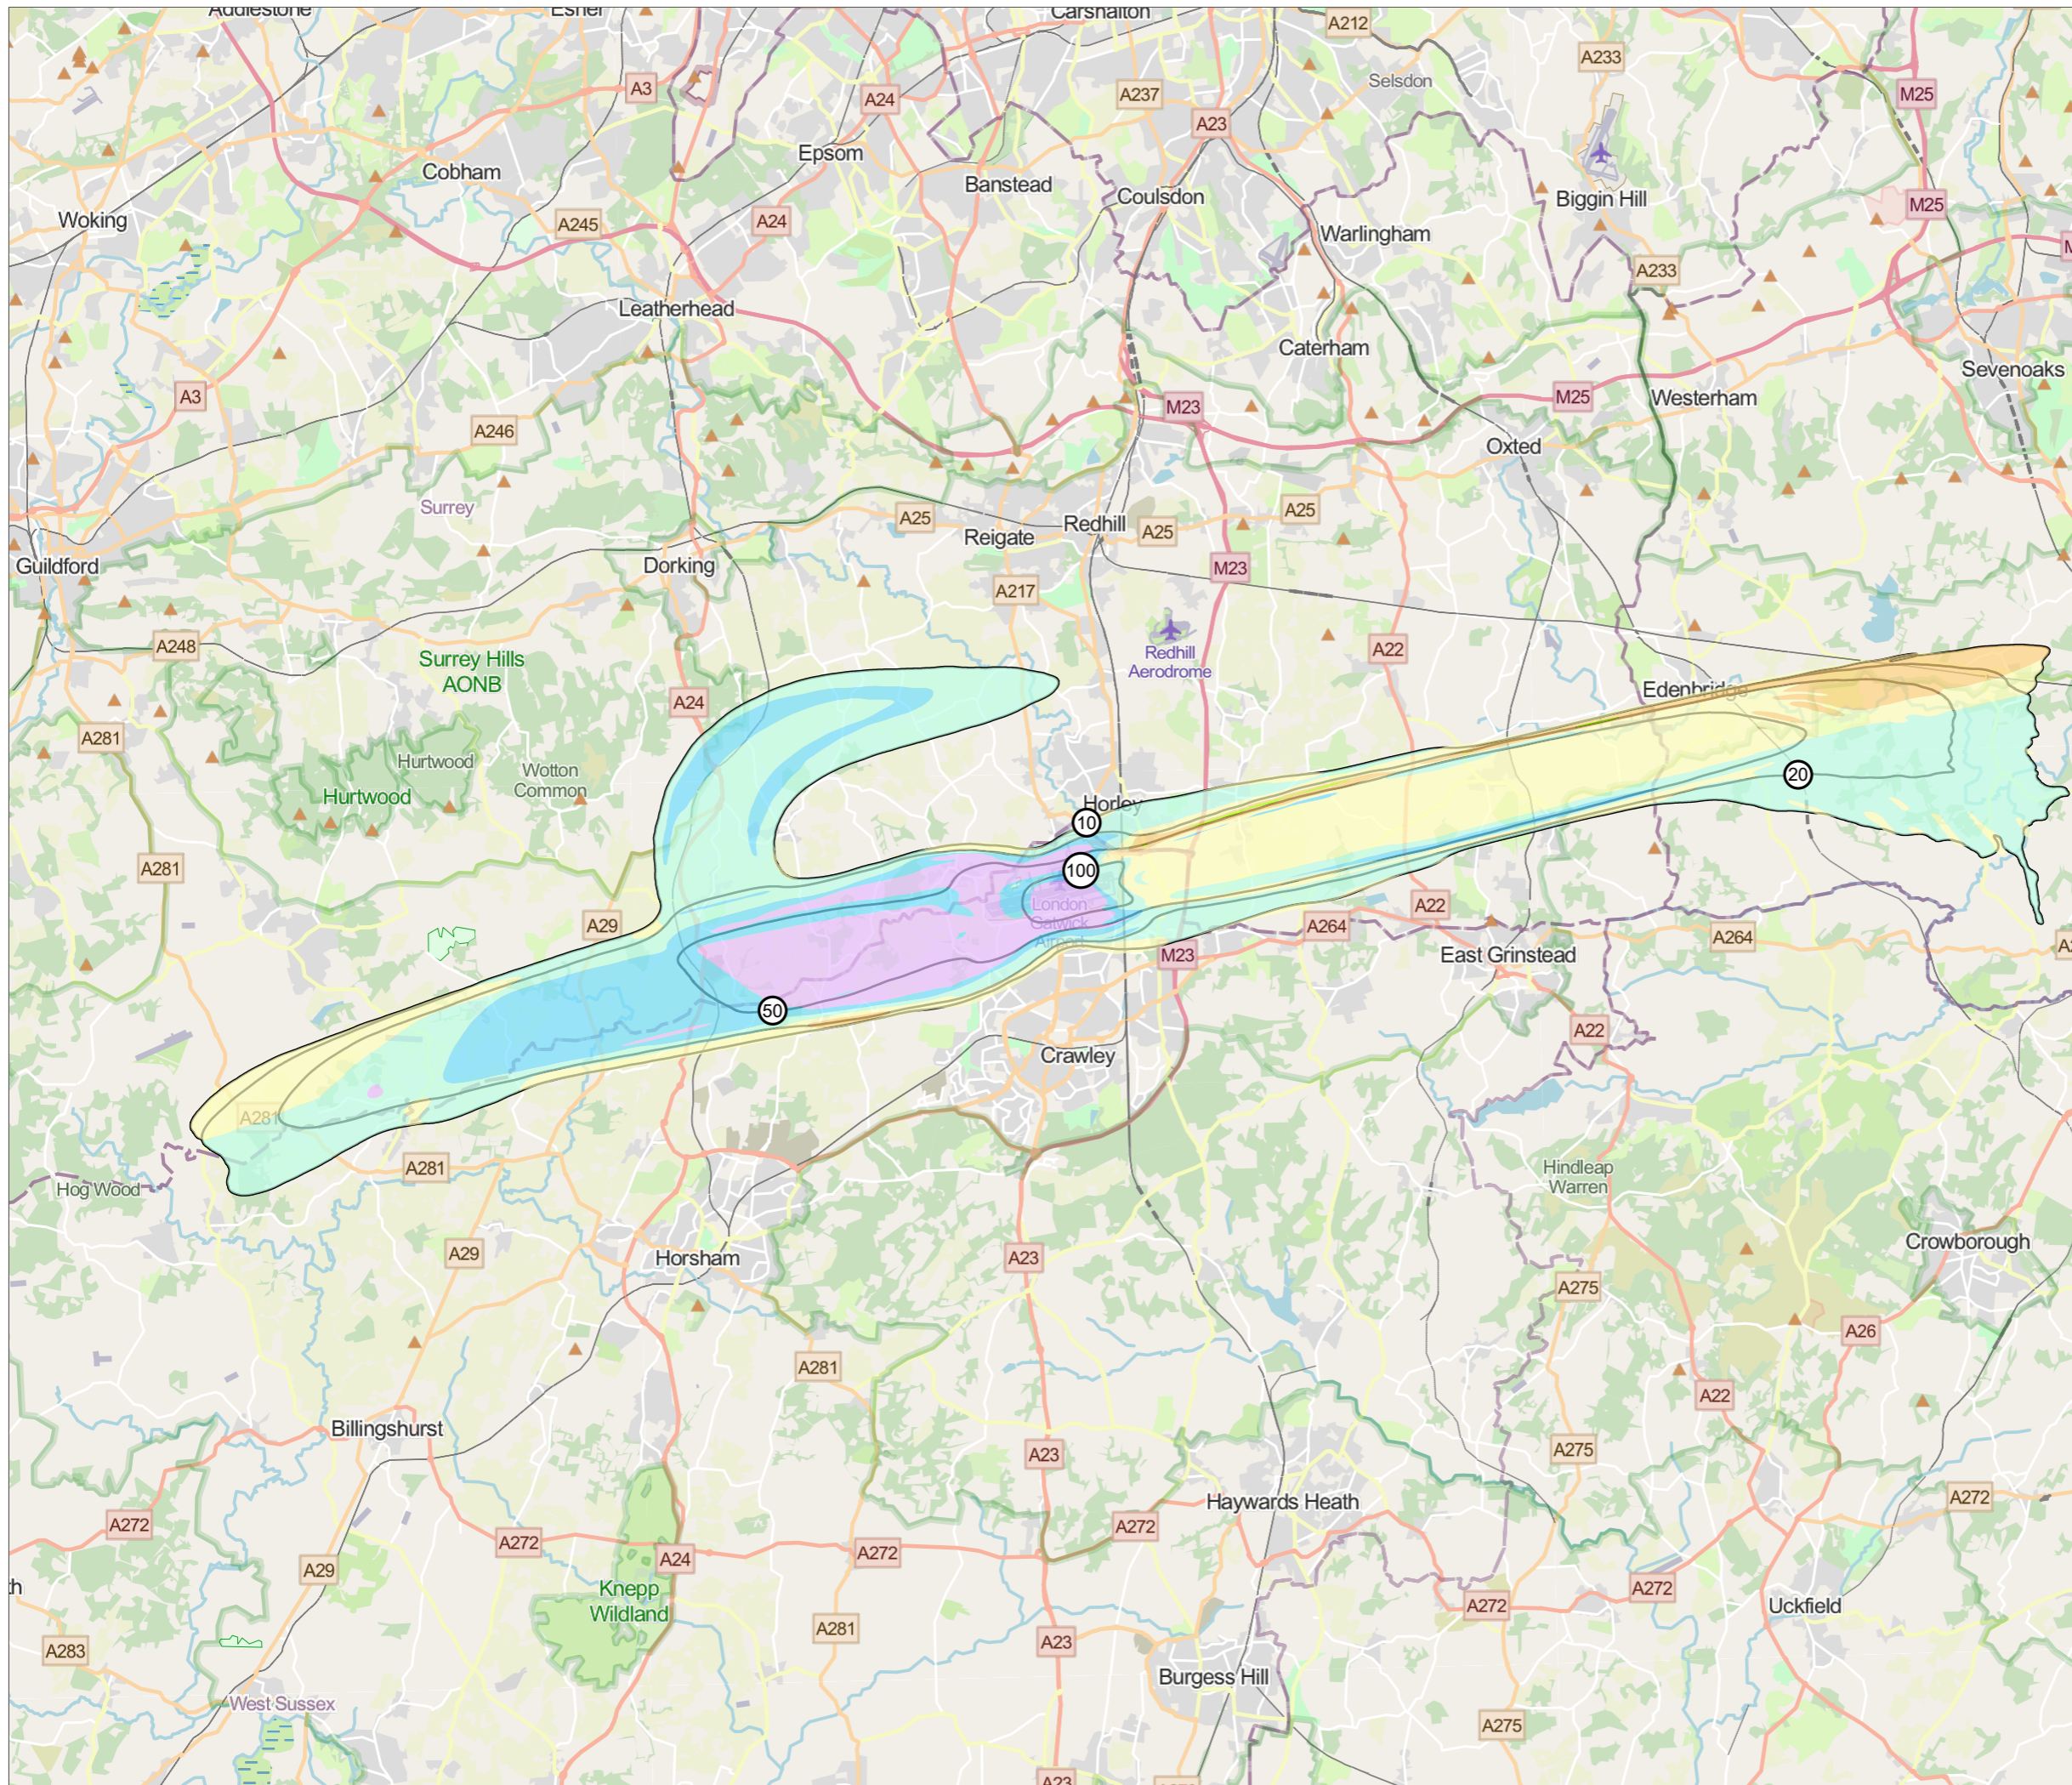 Addlestone
Esher
Carshalton
A212
A233
Selsdon
A3
A24
A237
M25
A23
Epsom
Cobham
Banstead
Coulsdon
Biggin Hill
M25
Woking
A245
A24
Warlingham
A233
Leatherhead
Caterham
Sevenoaks
A3
M23
M25
Westerham
A246
Oxted
Surrey
A25
Redhill
A25
A25
Reigate
Guildford
Dorking
M23
A217
A248
Surrey Hills
AONB
Redhill
Aerodrome
A22
Edenbridge
A24
A281
Hurtwood
Wotton
Common
Hurtwood
20
Horley
10
A281
100
London
Gatwick
Airport
A22
A29
A264
A264
M23
East Grinstead
50
A22
Crawley
A281
A281
Hog Wood
Hindleap
Warren
A29
Horsham
A23
Crowborough
A275
A26
A281
A22
Billingshurst
A23
A275
Haywards Heath
A272
A272
A272
A272
A24
A272
A29
Knepp
Wildland
A272
A272
Uckfield
A281
A23
A283
Burgess Hill
West Sussex
A275
A23